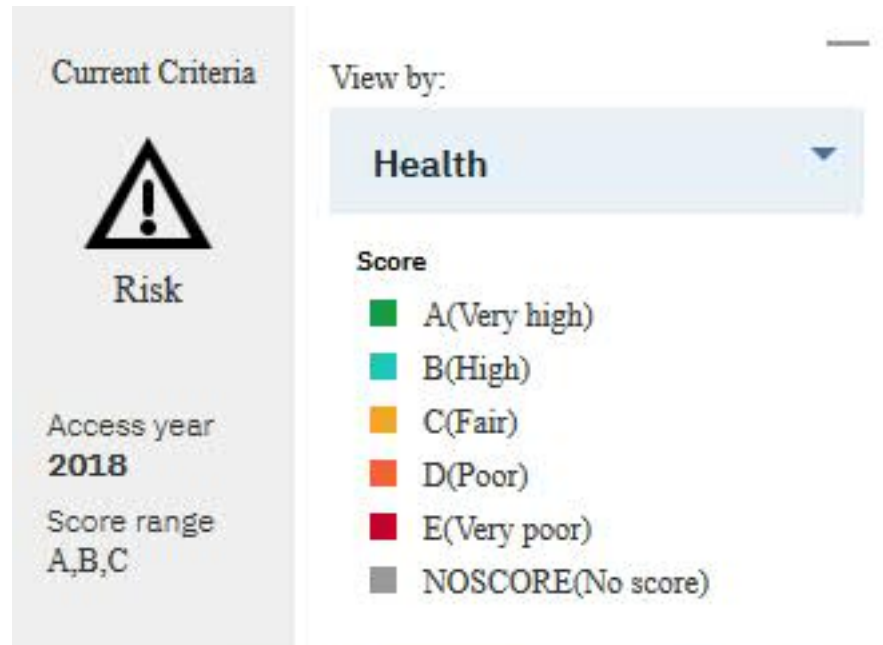 Current Criteria
Risk
Access year
2018
Score range
A,B,C
View by:
Health
Score
A(Very high)
B(High)
C(Fair)
D(Poor)
E(Very poor)
NOSCORE(No score)